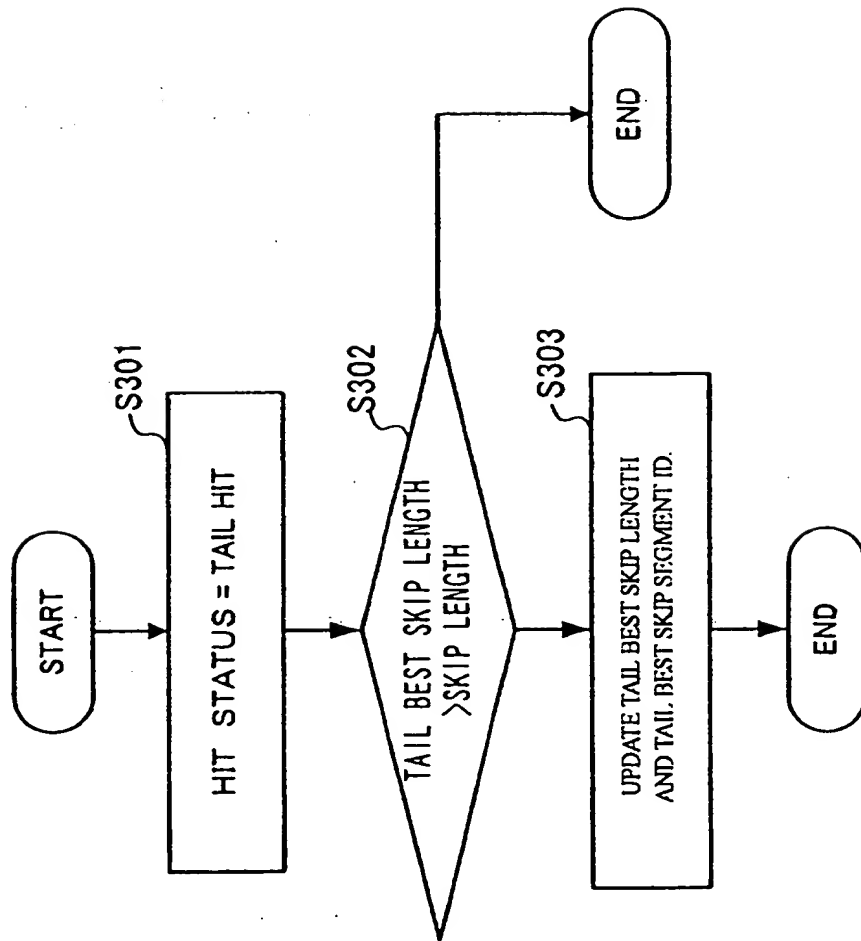 START
S301
HIT STATUS = TAIL HIT
S302
TAIL BEST SKIP LENGTH
>SKIP LENGTH
S303
UPDATE TAIL BEST SKIP LENGTH
AND TAIL BEST SKIP SEGMENT ID.
END
END